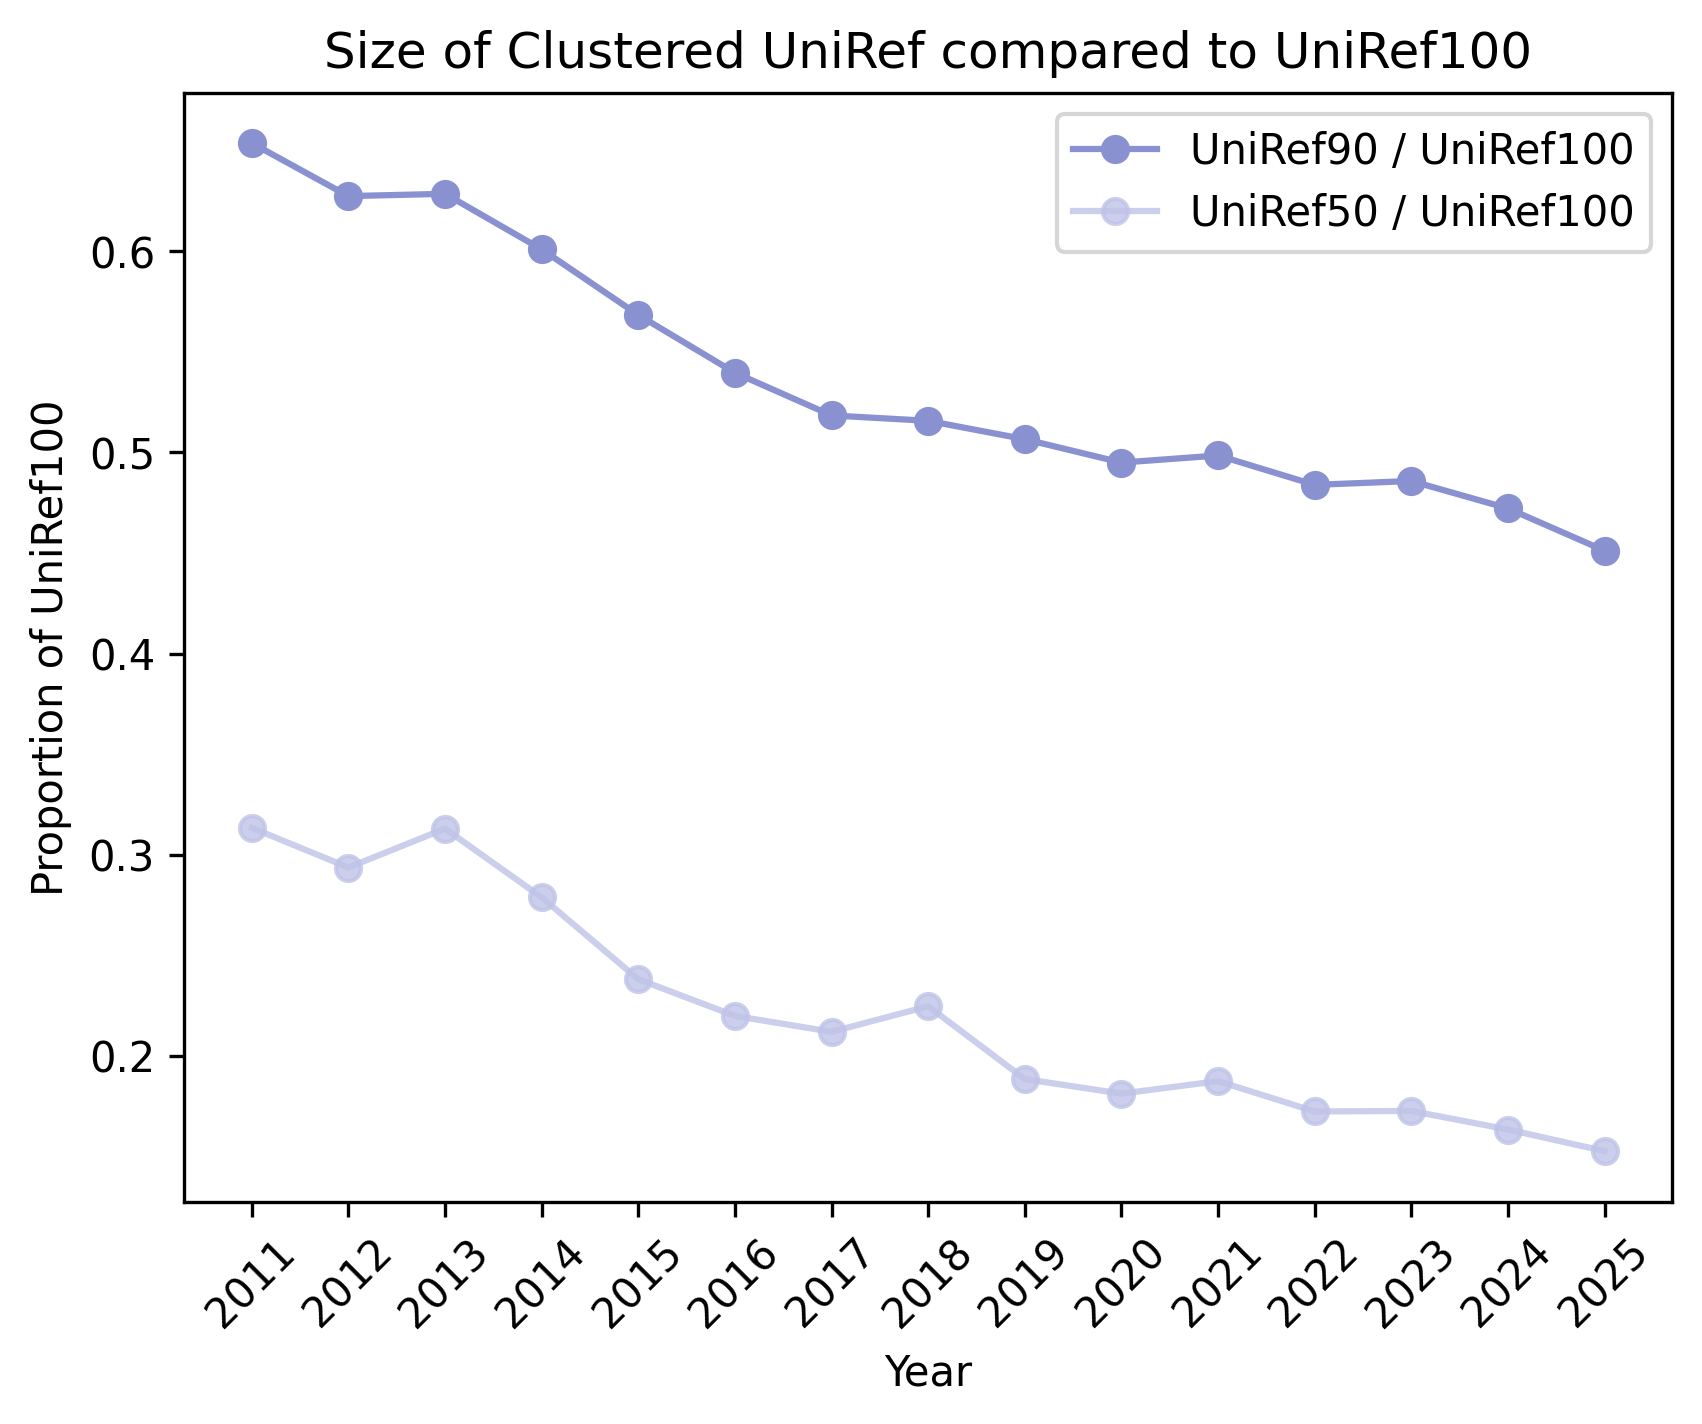 Size of Clustered UniRef compared to UniRef100
UniRef90 / UniRef100
UniRef50 / UniRef100
Proportion of UniRef100
0.6
0.5
0.4
0.3
0.2
2011 2012 2013 2014 2015 2016 2017 2018 2019 2020 2021 2022 2023 2024 2025
Year